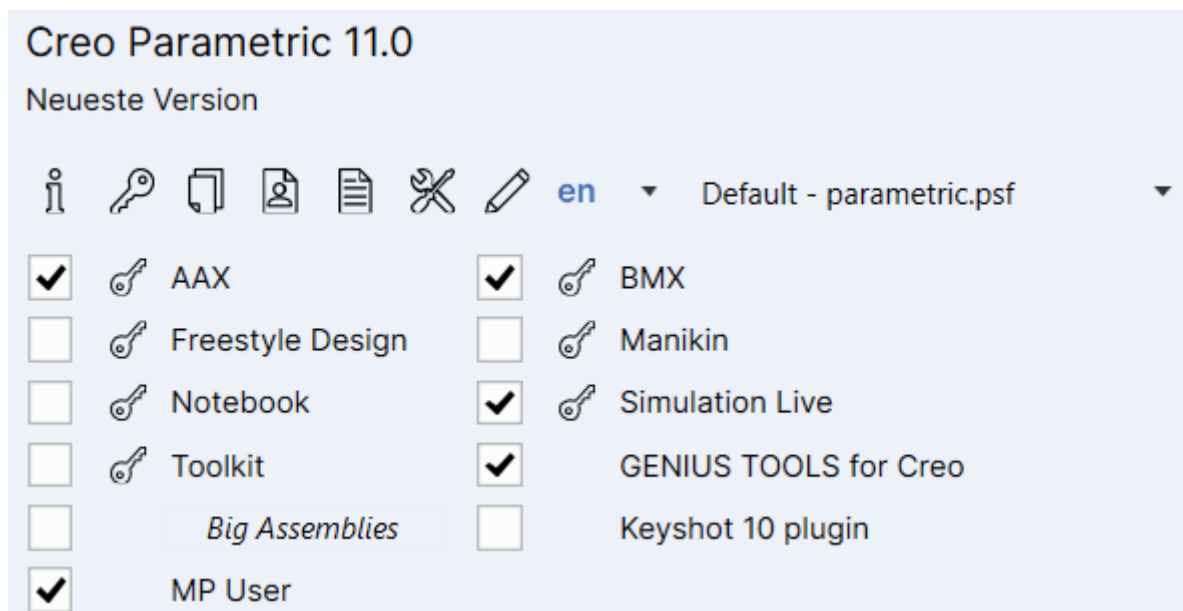 Creo Parametric 11.0
Neueste Version
en Default - parametric.psf
AAX BMX
Freestyle Design Manikin
Notebook Simulation Live
Toolkit GENIUS TOOLS for Creo
Big Assemblies Keyshot 10 plugin
MP User